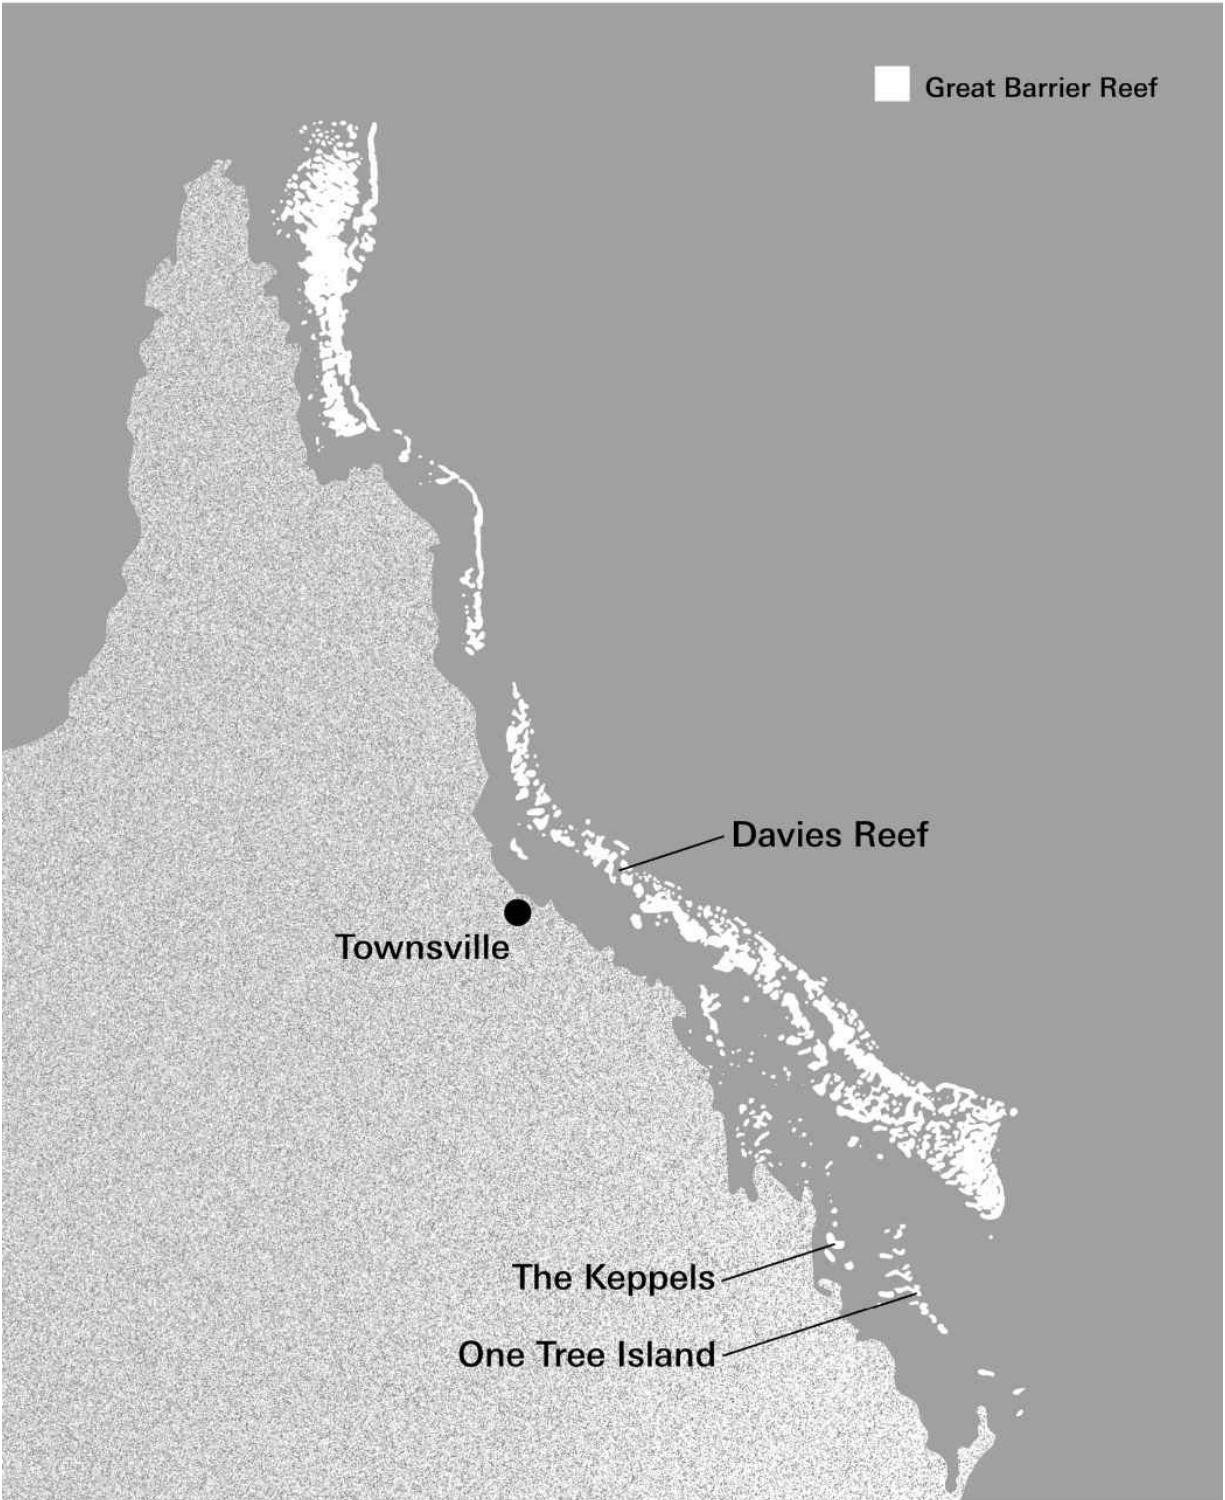 Great Barrier Reef
Davies Reef
Townsville
The Keppels
One Tree Island